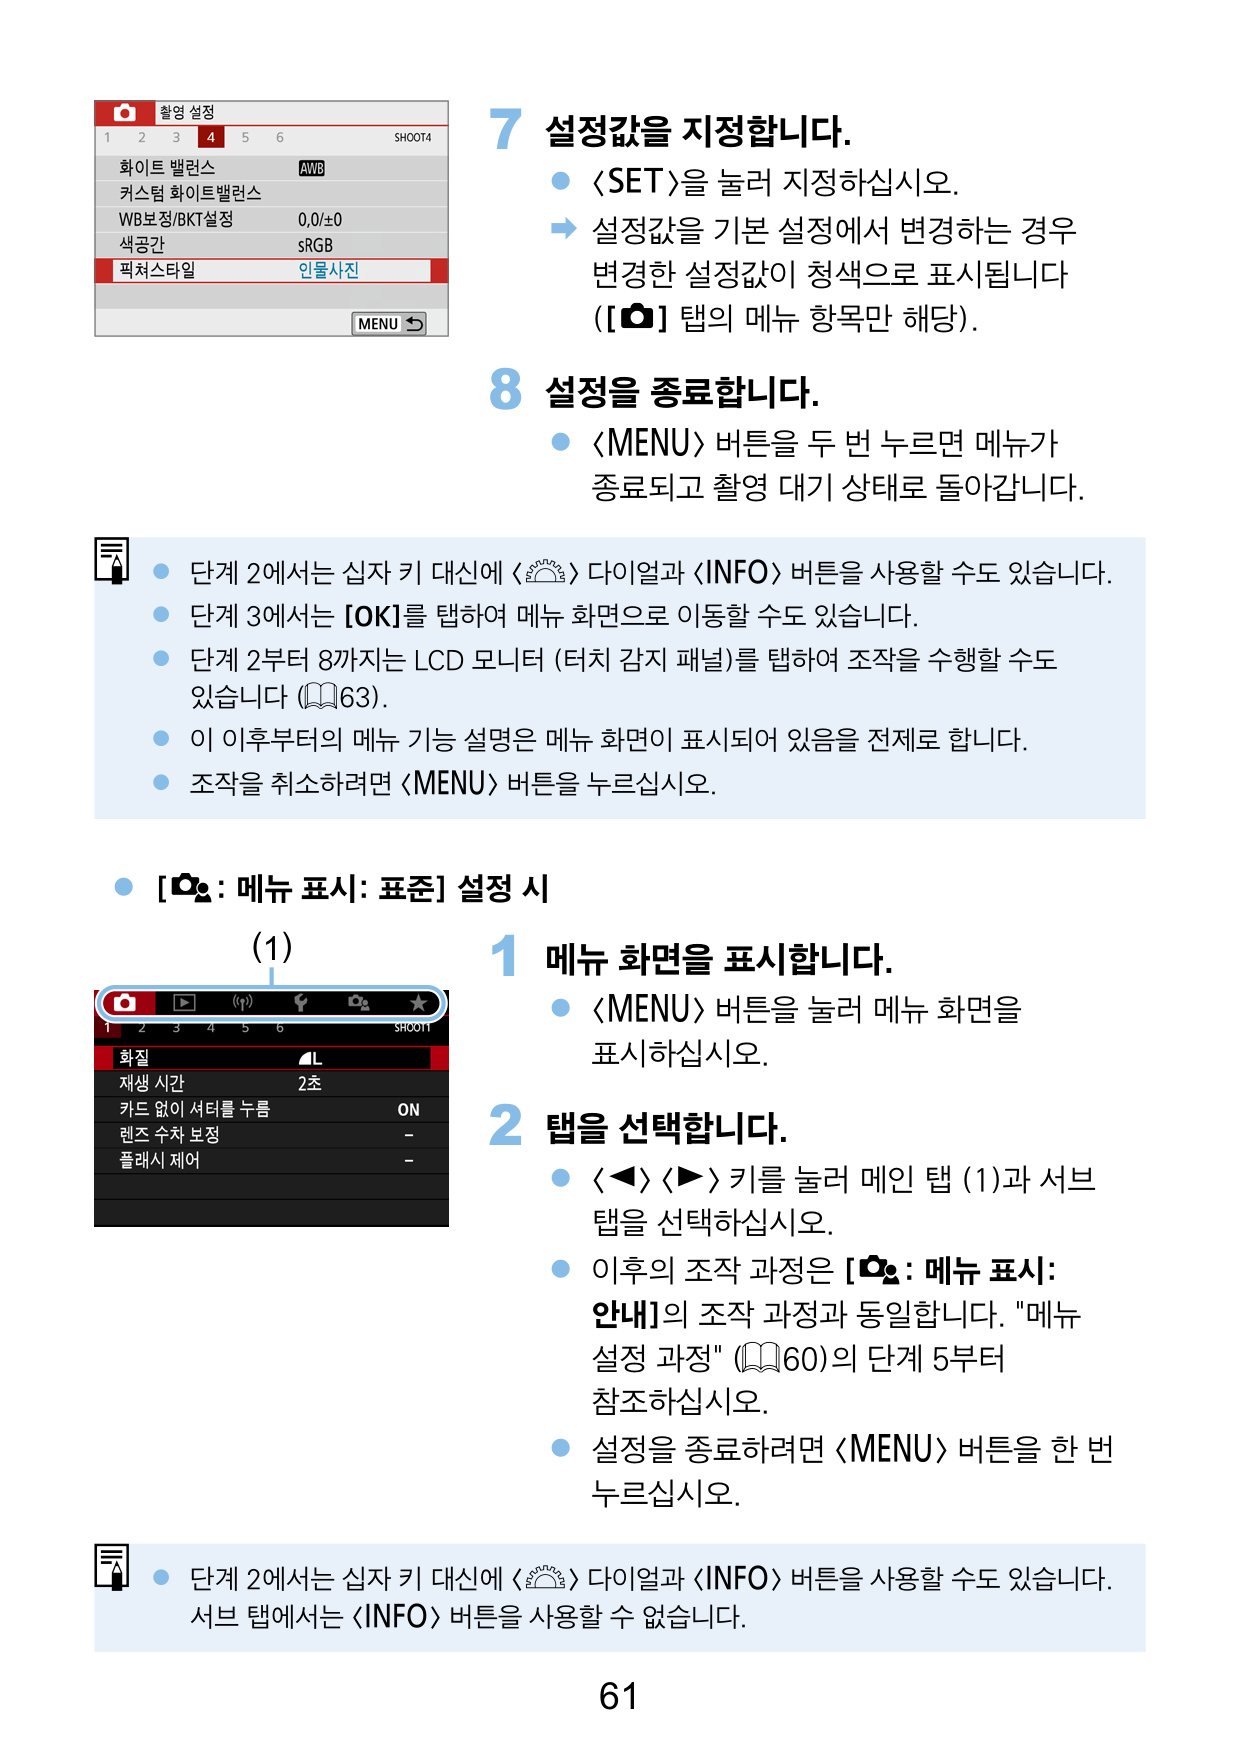 촬영 설정
1 2 3 4 5 6 SHOOT4
화이트 밸런스 AWB
커스텀 화이트밸런스
WB보정/BKT설정 0,0/±0
색공간 sRGB
픽쳐스타일 인물사진
MENU
7 설정값을 지정합니다.
● <SET>을 눌러 지정하십시오.
➡ 설정값을 기본 설정에서 변경하는 경우
변경한 설정값이 청색으로 표시됩니다
([📷] 탭의 메뉴 항목만 해당).
8 설정을 종료합니다.
● <MENU> 버튼을 두 번 누르면 메뉴가
종료되고 촬영 대기 상태로 돌아갑니다.
● 단계 2에서는 십자 키 대신에 < > 다이얼과 <INFO> 버튼을 사용할 수도 있습니다.
● 단계 3에서는 [OK]를 탭하여 메뉴 화면으로 이동할 수도 있습니다.
● 단계 2부터 8까지는 LCD 모니터 (터치 감지 패널)를 탭하여 조작을 수행할 수도
있습니다 (📖63).
● 이 이후부터의 메뉴 기능 설명은 메뉴 화면이 표시되어 있음을 전제로 합니다.
● 조작을 취소하려면 <MENU> 버튼을 누르십시오.
● [ : 메뉴 표시: 표준] 설정 시
(1)
1 2 3 4 5 6 SHOOT1
화질 L
재생 시간 2초
카드 없이 셔터를 누름 ON
렌즈 수차 보정 –
플래시 제어 –
1 메뉴 화면을 표시합니다.
● <MENU> 버튼을 눌러 메뉴 화면을
표시하십시오.
2 탭을 선택합니다.
● <◀><▶> 키를 눌러 메인 탭 (1)과 서브
탭을 선택하십시오.
● 이후의 조작 과정은 [ : 메뉴 표시:
안내]의 조작 과정과 동일합니다. "메뉴
설정 과정" (📖60)의 단계 5부터
참조하십시오.
● 설정을 종료하려면 <MENU> 버튼을 한 번
누르십시오.
● 단계 2에서는 십자 키 대신에 < > 다이얼과 <INFO> 버튼을 사용할 수도 있습니다.
서브 탭에서는 <INFO> 버튼을 사용할 수 없습니다.
61